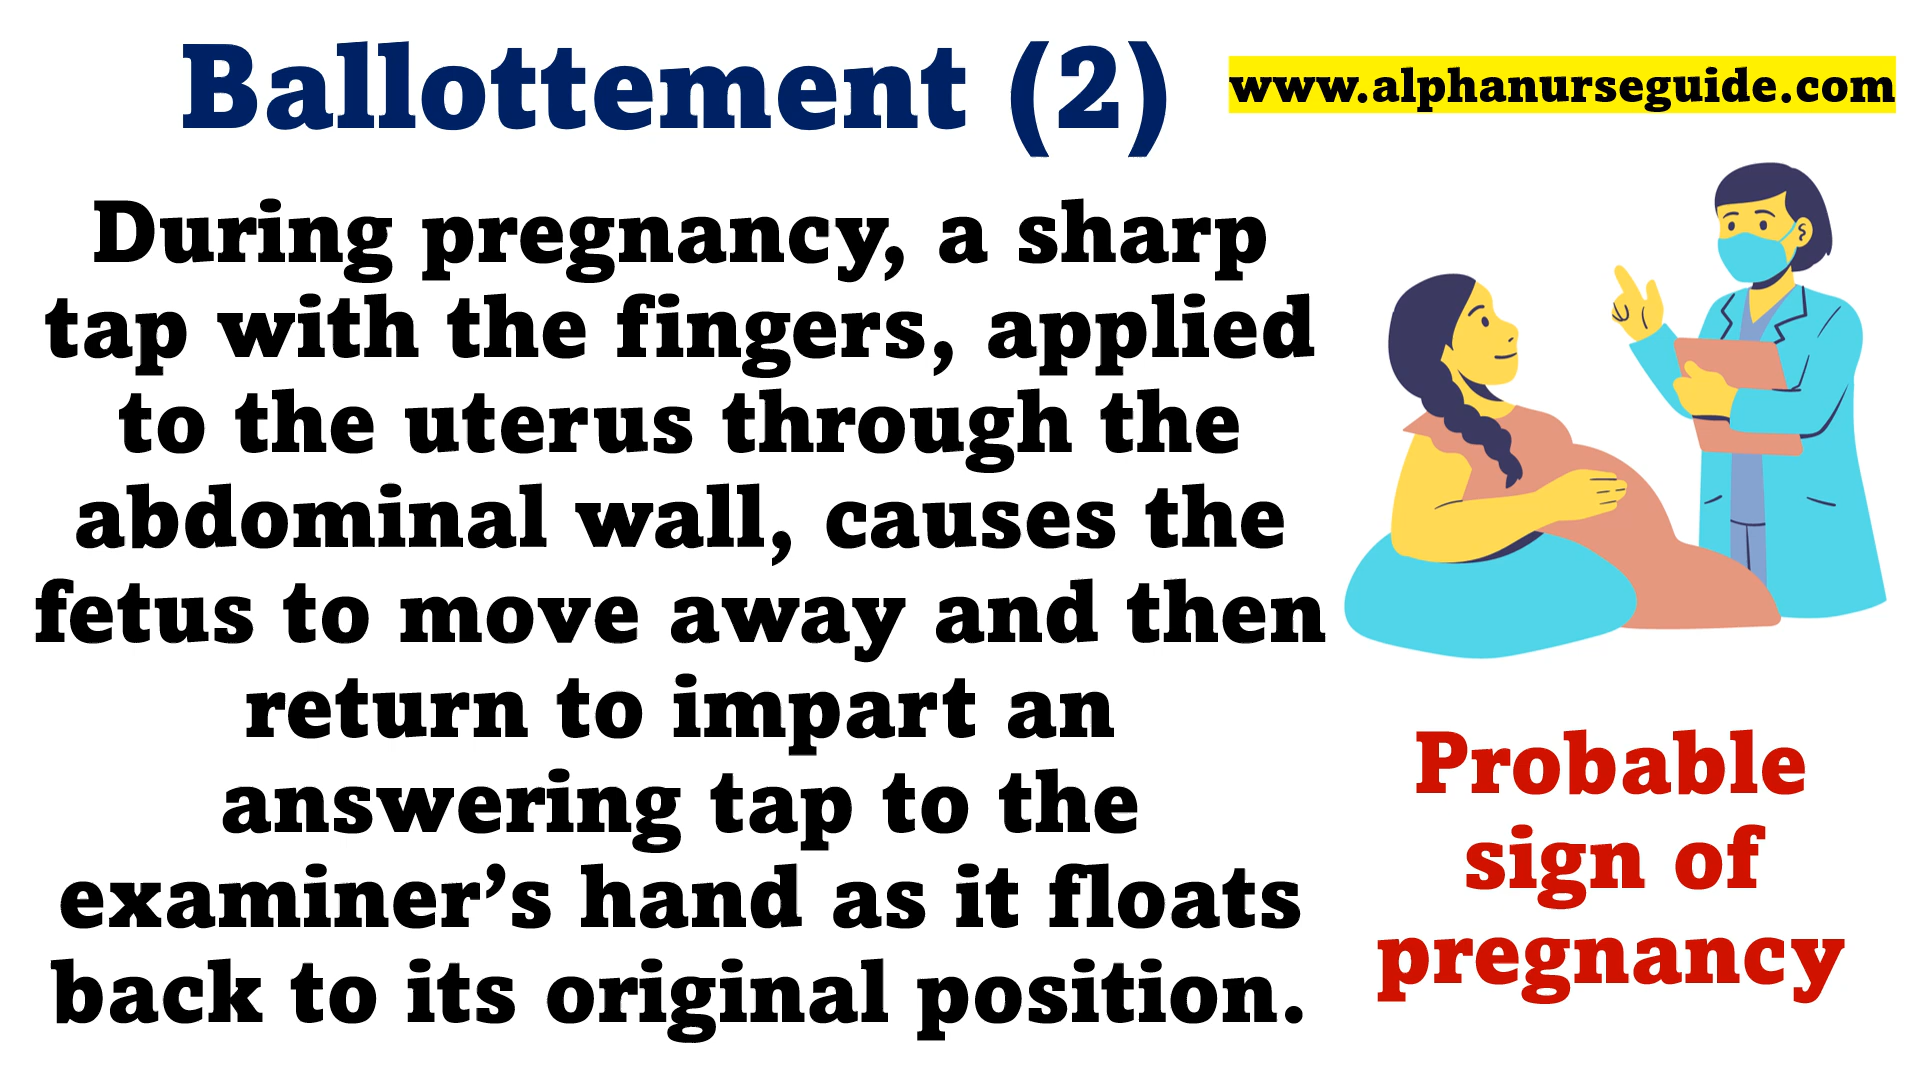 Ballottement (2)
www.alphanurseguide.com
During pregnancy, a sharp
tap with the fingers, applied
to the uterus through the
abdominal wall, causes the
fetus to move away and then
return to impart an
answering tap to the
examiner’s hand as it floats
back to its original position.
Probable
sign of
pregnancy